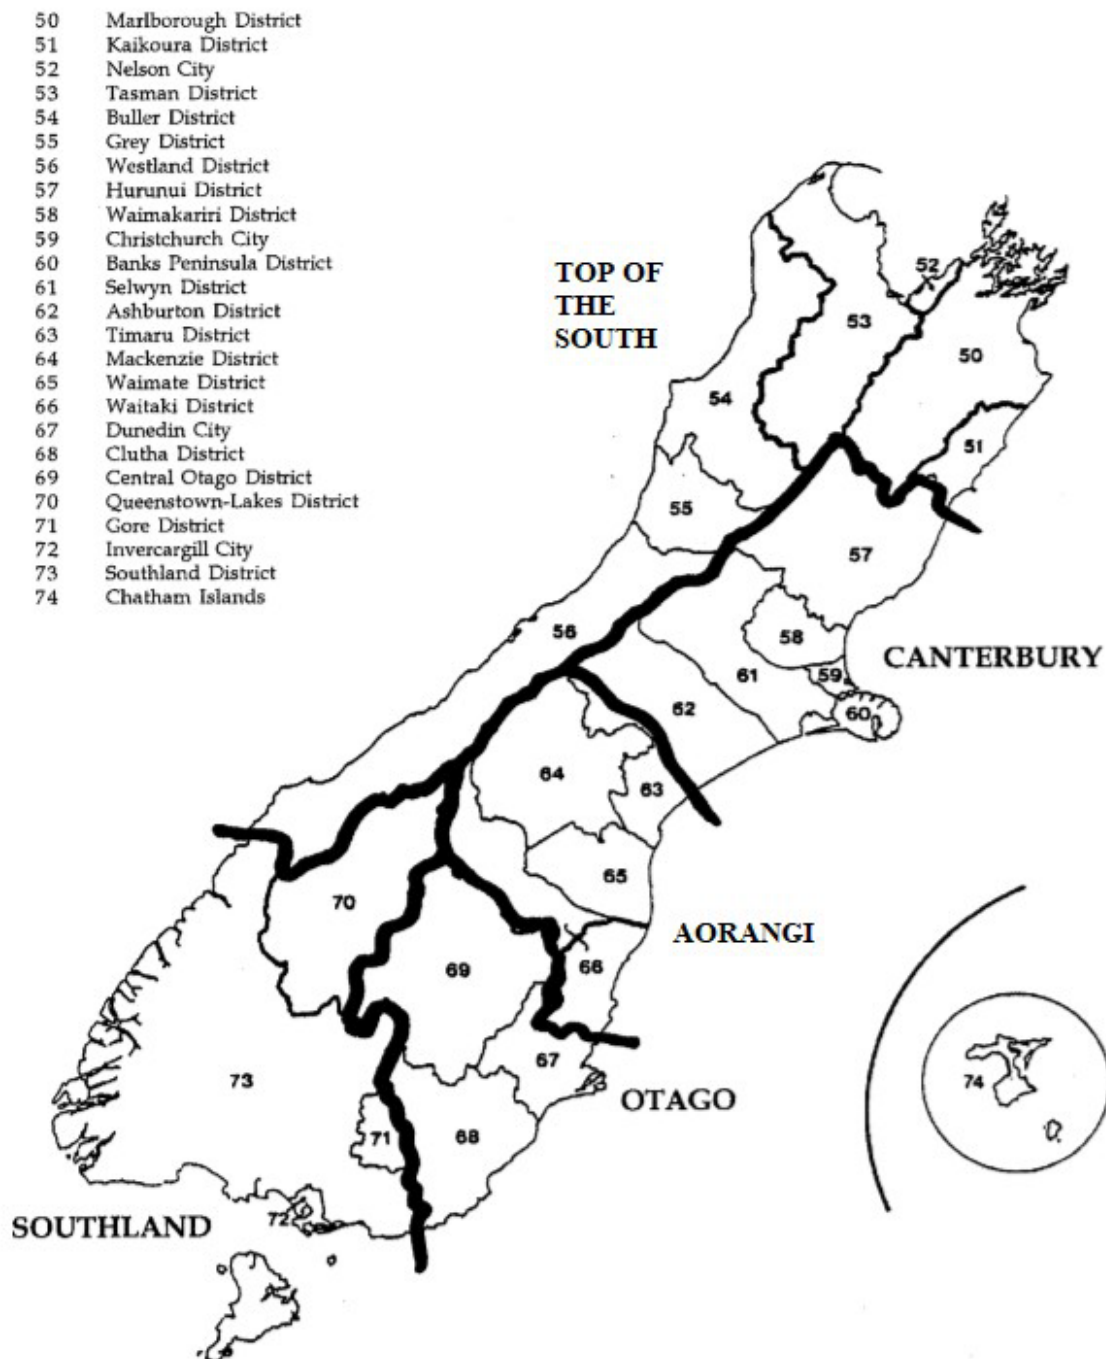 50 Marlborough District
51 Kaikoura District
52 Nelson City
53 Tasman District
54 Buller District
55 Grey District
56 Westland District
57 Hurunui District
58 Waimakariri District
59 Christchurch City
60 Banks Peninsula District
61 Selwyn District
62 Ashburton District
63 Timaru District
64 Mackenzie District
65 Waimate District
66 Waitaki District
67 Dunedin City
68 Clutha District
69 Central Otago District
70 Queenstown-Lakes District
71 Gore District
72 Invercargill City
73 Southland District
74 Chatham Islands
TOP OF
THE
SOUTH
52
53
50
54
51
55
57
56
58
CANTERBURY
59
61
60
62
64
63
65
70
AORANGI
66
69
67
73
74
OTAGO
71
68
72
SOUTHLAND